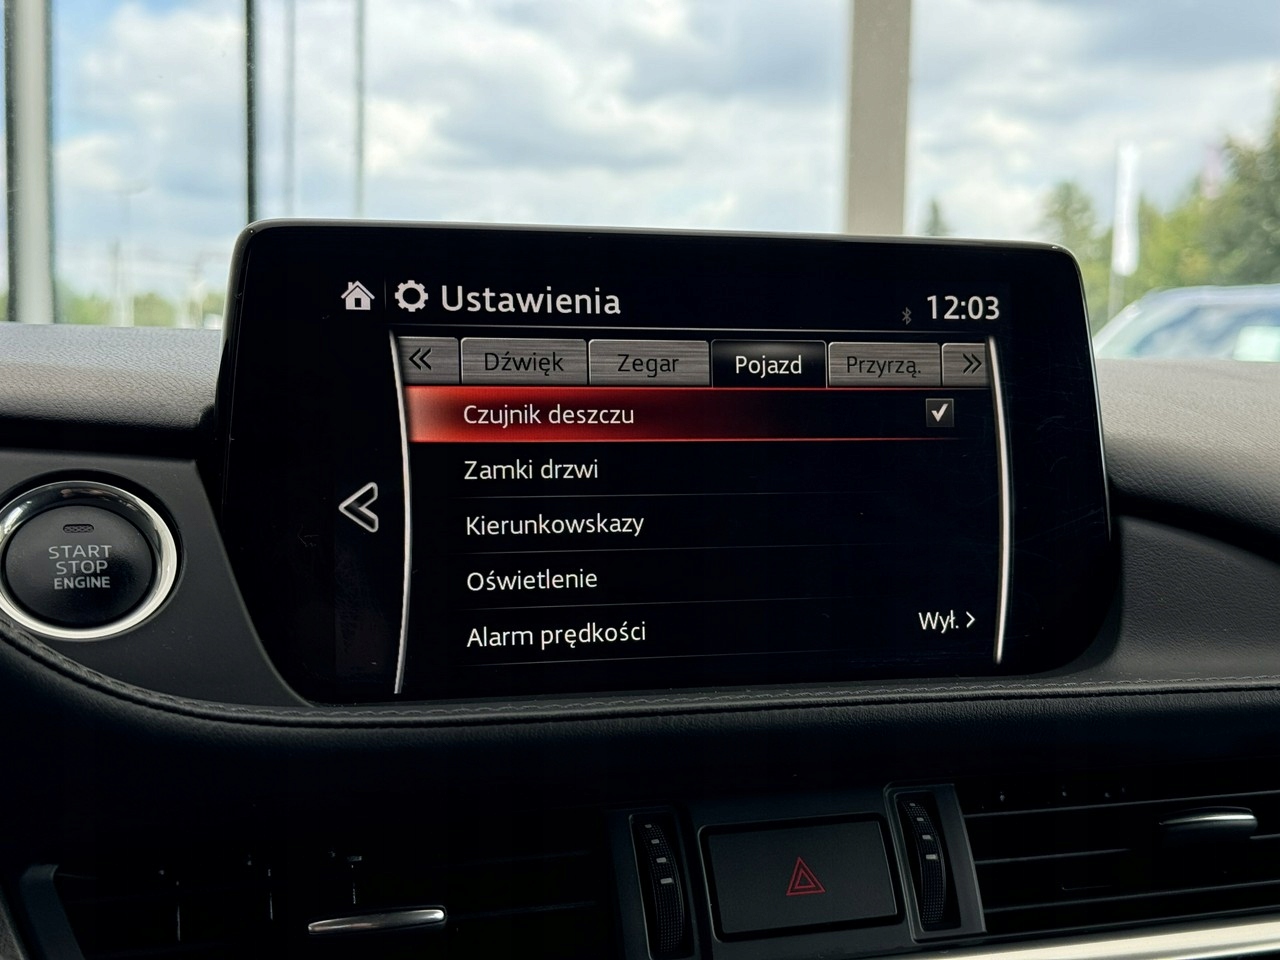 Ustawienia
12:03
« Dźwięk Zegar Pojazd Przyrzą. »
Czujnik deszczu
Zamki drzwi
Kierunkowskazy
Oświetlenie
Alarm prędkości Wył. >
START
STOP
ENGINE